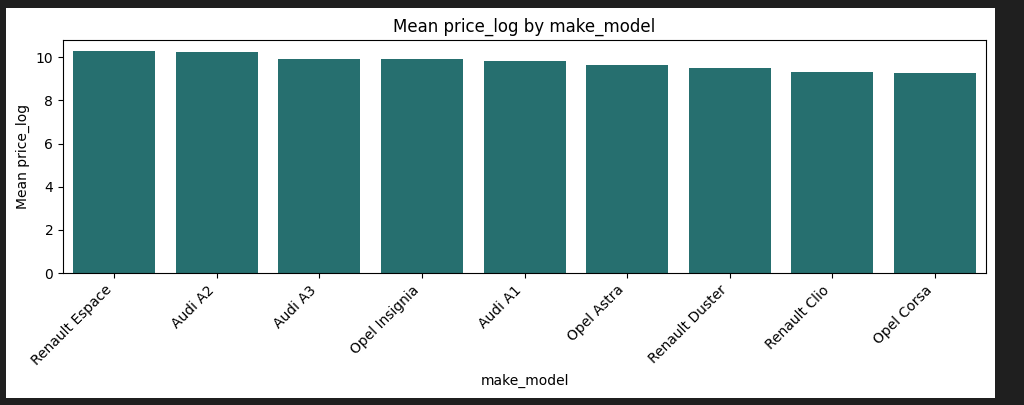 Mean price_log by make_model
Mean price_log
10
8
6
4
2
0
Renault Espace
Audi A2
Audi A3
Opel Insignia
Audi A1
Opel Astra
Renault Duster
Renault Clio
Opel Corsa
make_model